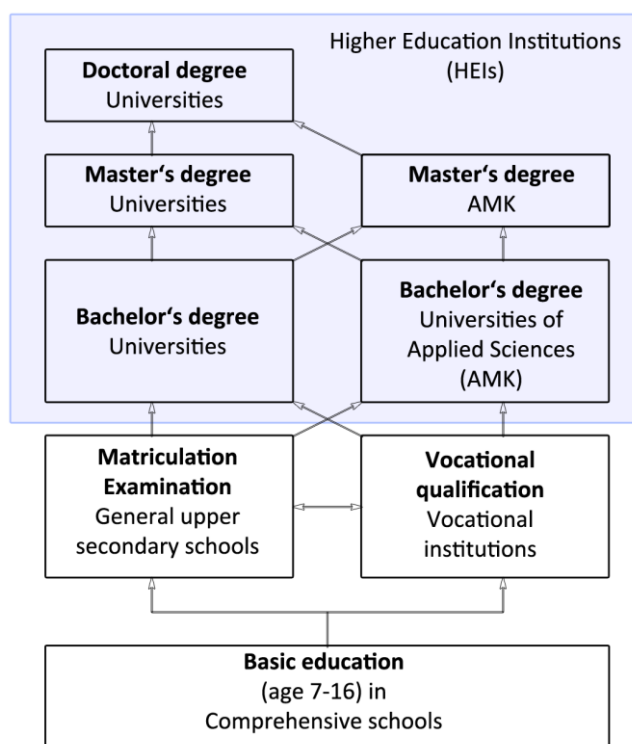 Higher Education Institutions
(HEIs)
Doctoral degree
Universities
Master‘s degree
Universities
Master‘s degree
AMK
Bachelor‘s degree
Universities
Bachelor‘s degree
Universities of
Applied Sciences
(AMK)
Matriculation
Examination
General upper
secondary schools
Vocational
qualification
Vocational
institutions
Basic education
(age 7-16) in
Comprehensive schools